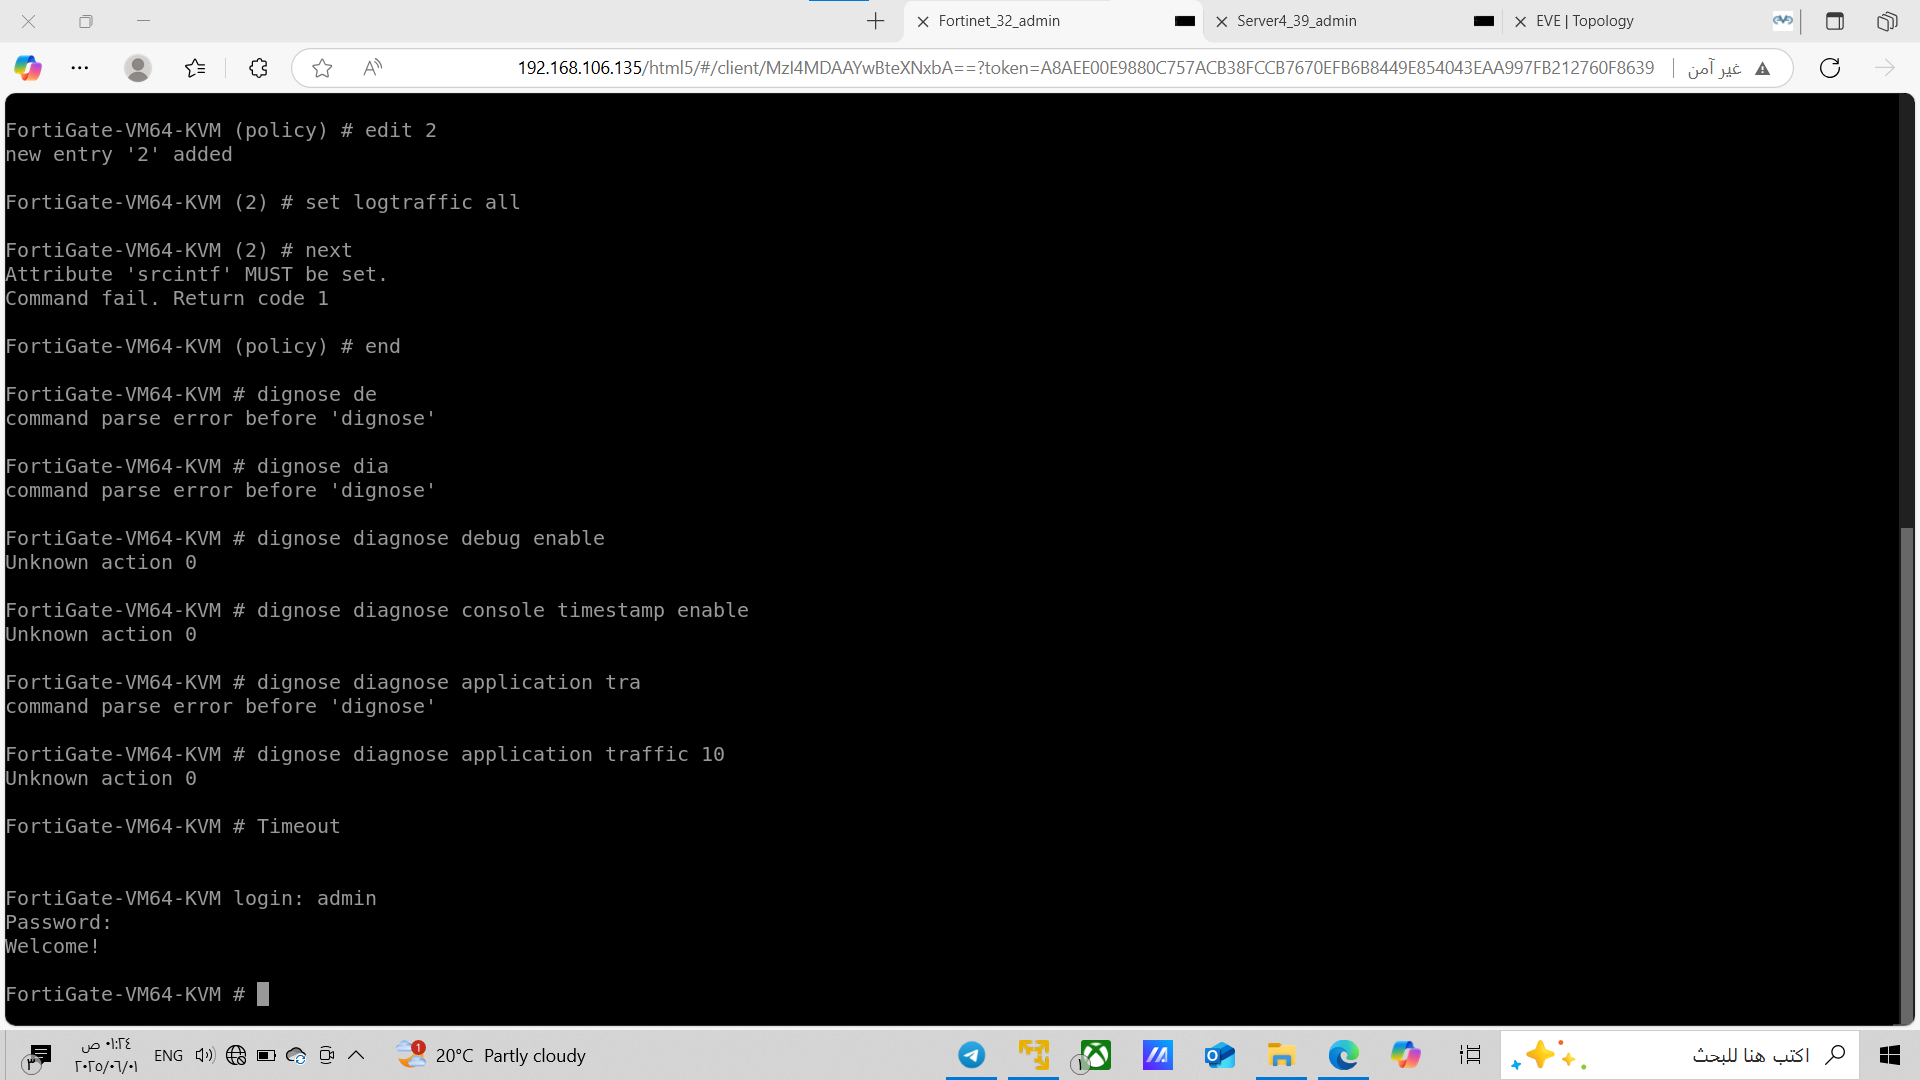 Fortinet_32_admin
Server4_39_admin
EVE | Topology
192.168.106.135/html5/#/client/MzI4MDAAYwBteXNxbA==?token=A8AEE00E9880C757ACB38FCCB7670EFB6B8449E854043EAA997FB212760F8639
غير آمن
FortiGate-VM64-KVM (policy) # edit 2
new entry '2' added
FortiGate-VM64-KVM (2) # set logtraffic all
FortiGate-VM64-KVM (2) # next
Attribute 'srcintf' MUST be set.
Command fail. Return code 1
FortiGate-VM64-KVM (policy) # end
FortiGate-VM64-KVM # dignose de
command parse error before 'dignose'
FortiGate-VM64-KVM # dignose dia
command parse error before 'dignose'
FortiGate-VM64-KVM # dignose diagnose debug enable
Unknown action 0
FortiGate-VM64-KVM # dignose diagnose console timestamp enable
Unknown action 0
FortiGate-VM64-KVM # dignose diagnose application tra
command parse error before 'dignose'
FortiGate-VM64-KVM # dignose diagnose application traffic 10
Unknown action 0
FortiGate-VM64-KVM # Timeout
FortiGate-VM64-KVM login: admin
Password:
Welcome!
FortiGate-VM64-KVM #
٣
٠١:٢٤ ص
٢٠٢٥/٠٦/٠١
ENG
1
20°C Partly cloudy
١
اكتب هنا للبحث